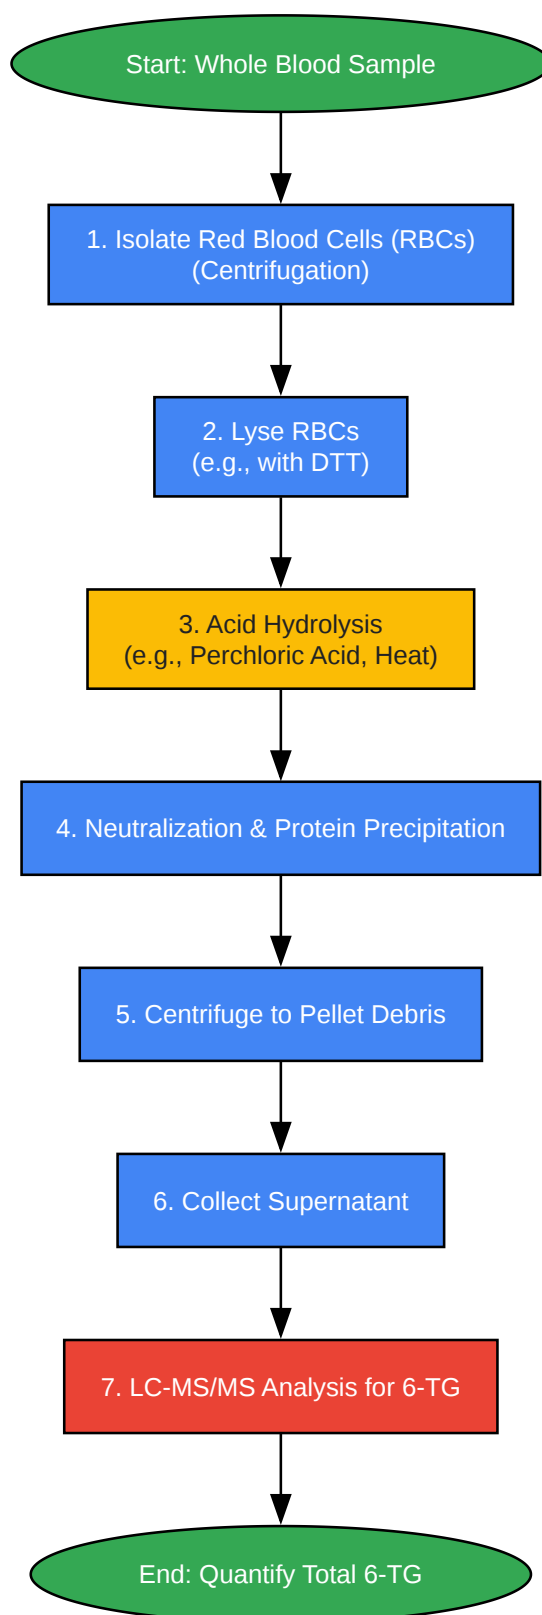 Start: Whole Blood Sample
1. Isolate Red Blood Cells (RBCs)
(Centrifugation)
2. Lyse RBCs
(e.g., with DTT)
3. Acid Hydrolysis
(e.g., Perchloric Acid, Heat)
4. Neutralization & Protein Precipitation
5. Centrifuge to Pellet Debris
6. Collect Supernatant
7. LC-MS/MS Analysis for 6-TG
End: Quantify Total 6-TG